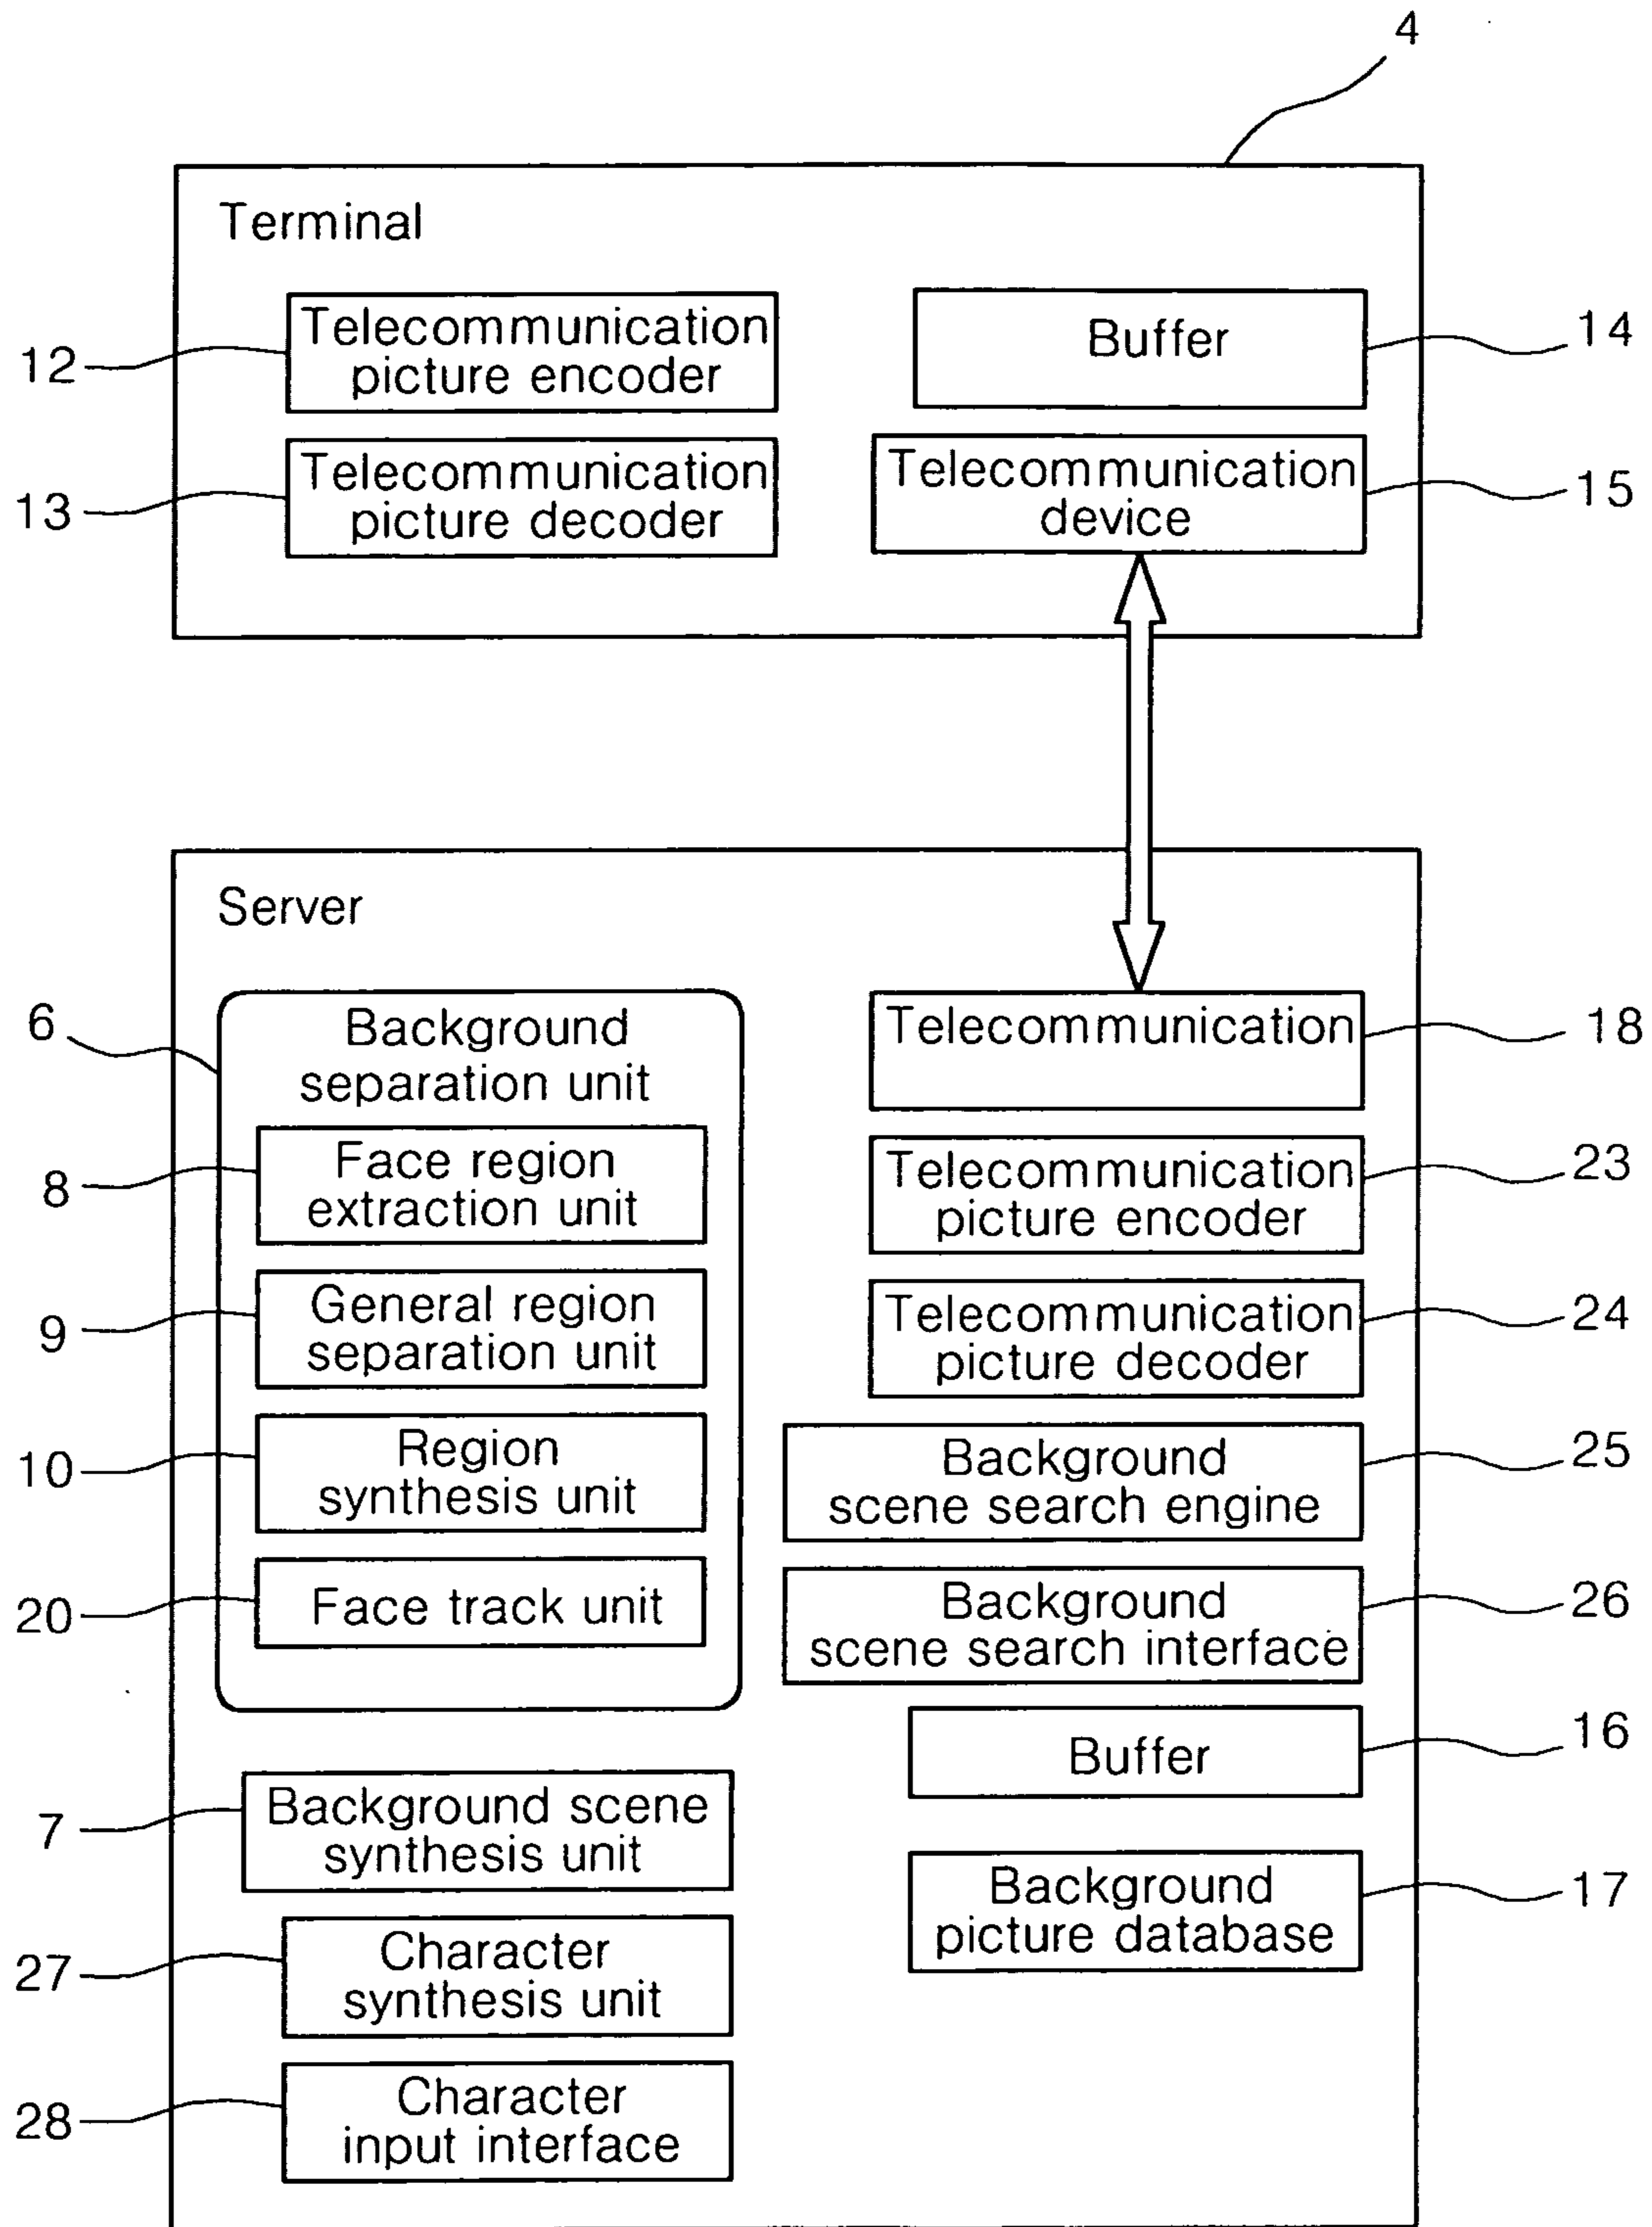 4
Terminal
Telecommunication
picture encoder
12
Buffer
14
Telecommunication
picture decoder
13
Telecommunication
device
15
Server
6
Background
separation unit
Face region
extraction unit
8
General region
separation unit
9
Region
synthesis unit
10
Face track unit
20
Background scene
synthesis unit
7
Character
synthesis unit
27
Character
input interface
28
Telecommunication
18
Telecommunication
picture encoder
23
Telecommunication
picture decoder
24
Background
scene search engine
25
Background
scene search interface
26
Buffer
16
Background
picture database
17